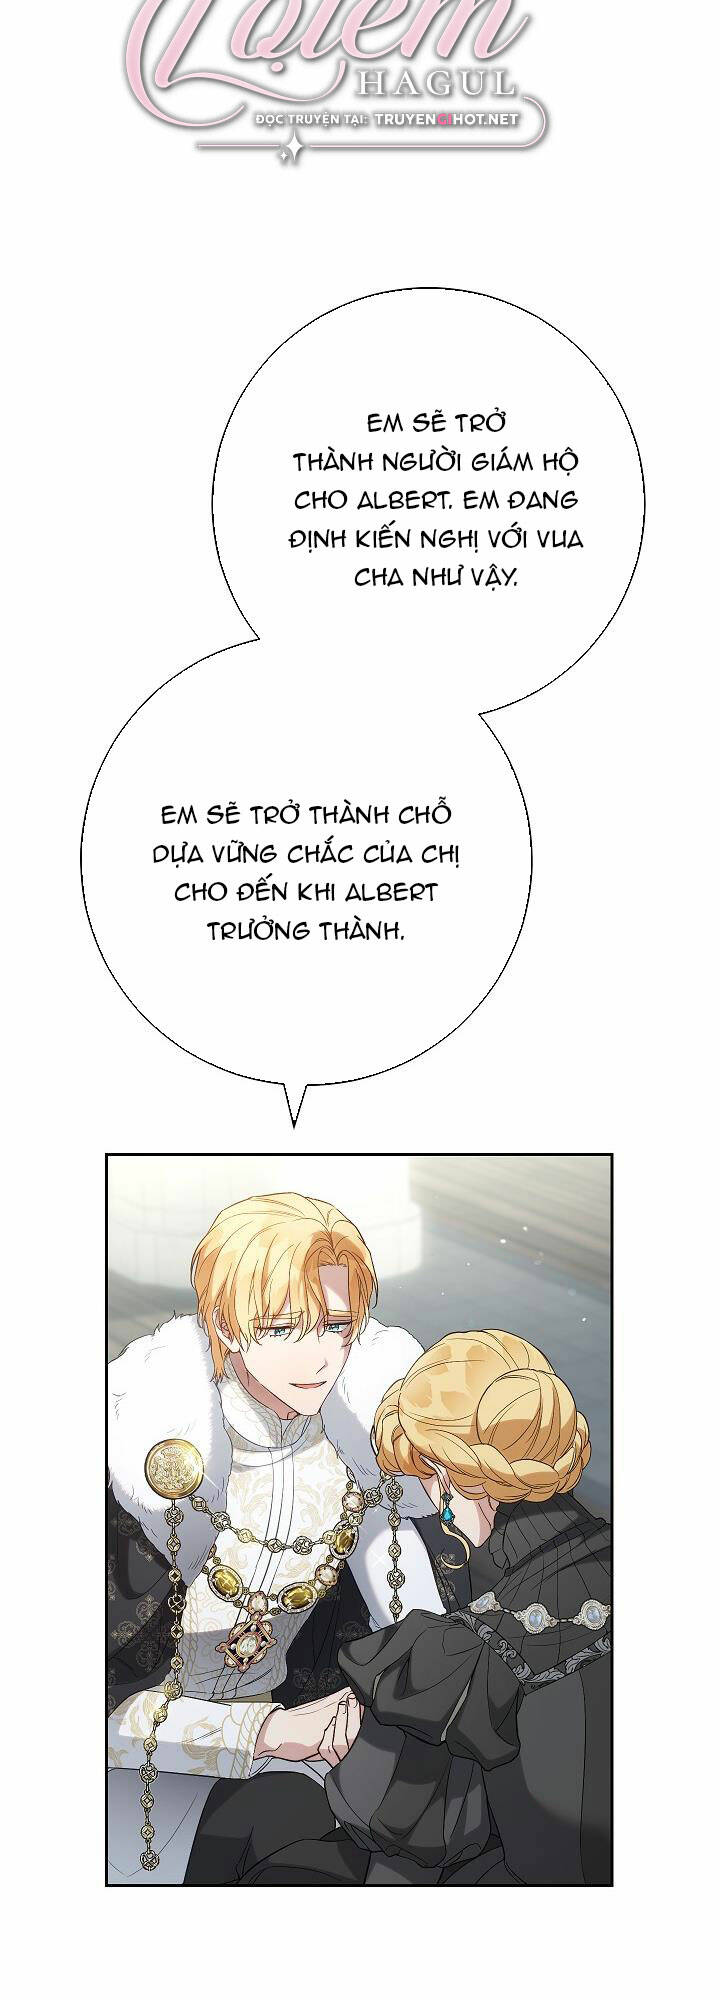 Lọlem
HAGUL
ĐỌC TRUYỆN TẠI: TRUYENGIHOT.NET
EM SẼ TRỞ
THÀNH NGƯỜI GIÁM HỘ
CHO ALBERT. EM ĐANG
ĐỊNH KIẾN NGHỊ VỚI VUA
CHA NHƯ VẬY.
EM SẼ TRỞ THÀNH CHỖ
DỰA VỮNG CHẮC CỦA CHỊ
CHO ĐẾN KHI ALBERT
TRƯỞNG THÀNH.